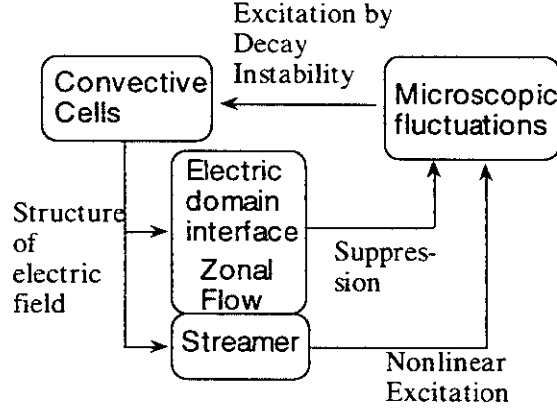 Excitation by
Decay
Instability
Convective
Cells
Microscopic
fluctuations
Structure
of
electric
field
Electric
domain
interface
Zonal
Flow
Suppres-
sion
Streamer
Nonlinear
Excitation